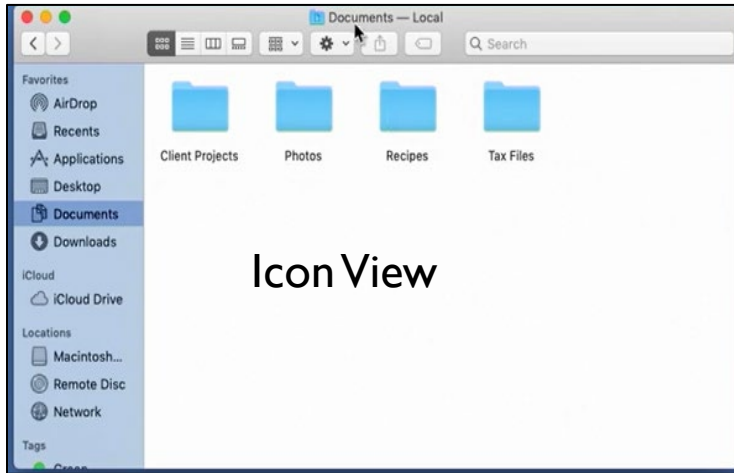 Documents — Local
Search
Favorites
AirDrop
Recents
Applications
Desktop
Documents
Downloads
iCloud
iCloud Drive
Locations
Macintosh...
Remote Disc
Network
Tags
Green
Client Projects
Photos
Recipes
Tax Files
Icon View